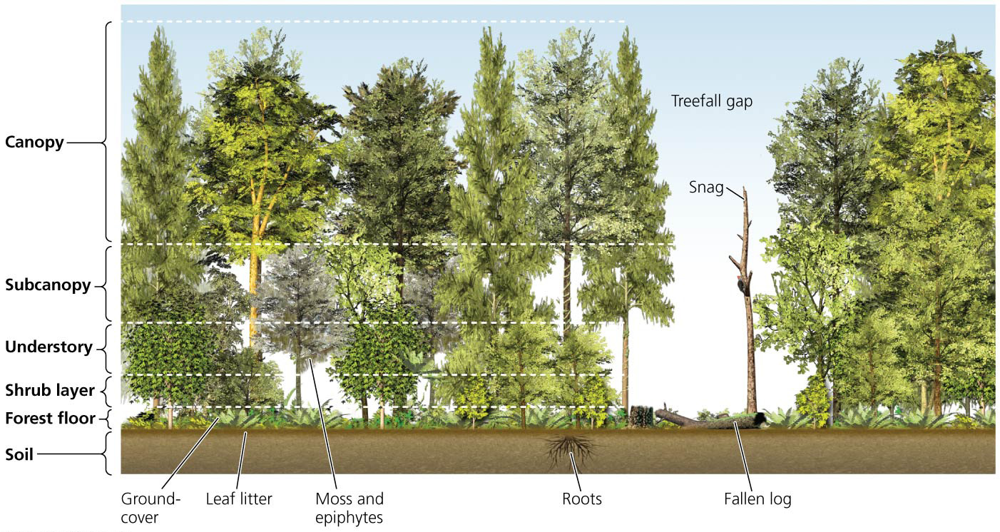 Treefall gap
Canopy
Snag
Subcanopy
Understory
Shrub layer
Forest floor
Soil
Ground-
cover
Leaf litter
Moss and
epiphytes
Roots
Fallen log